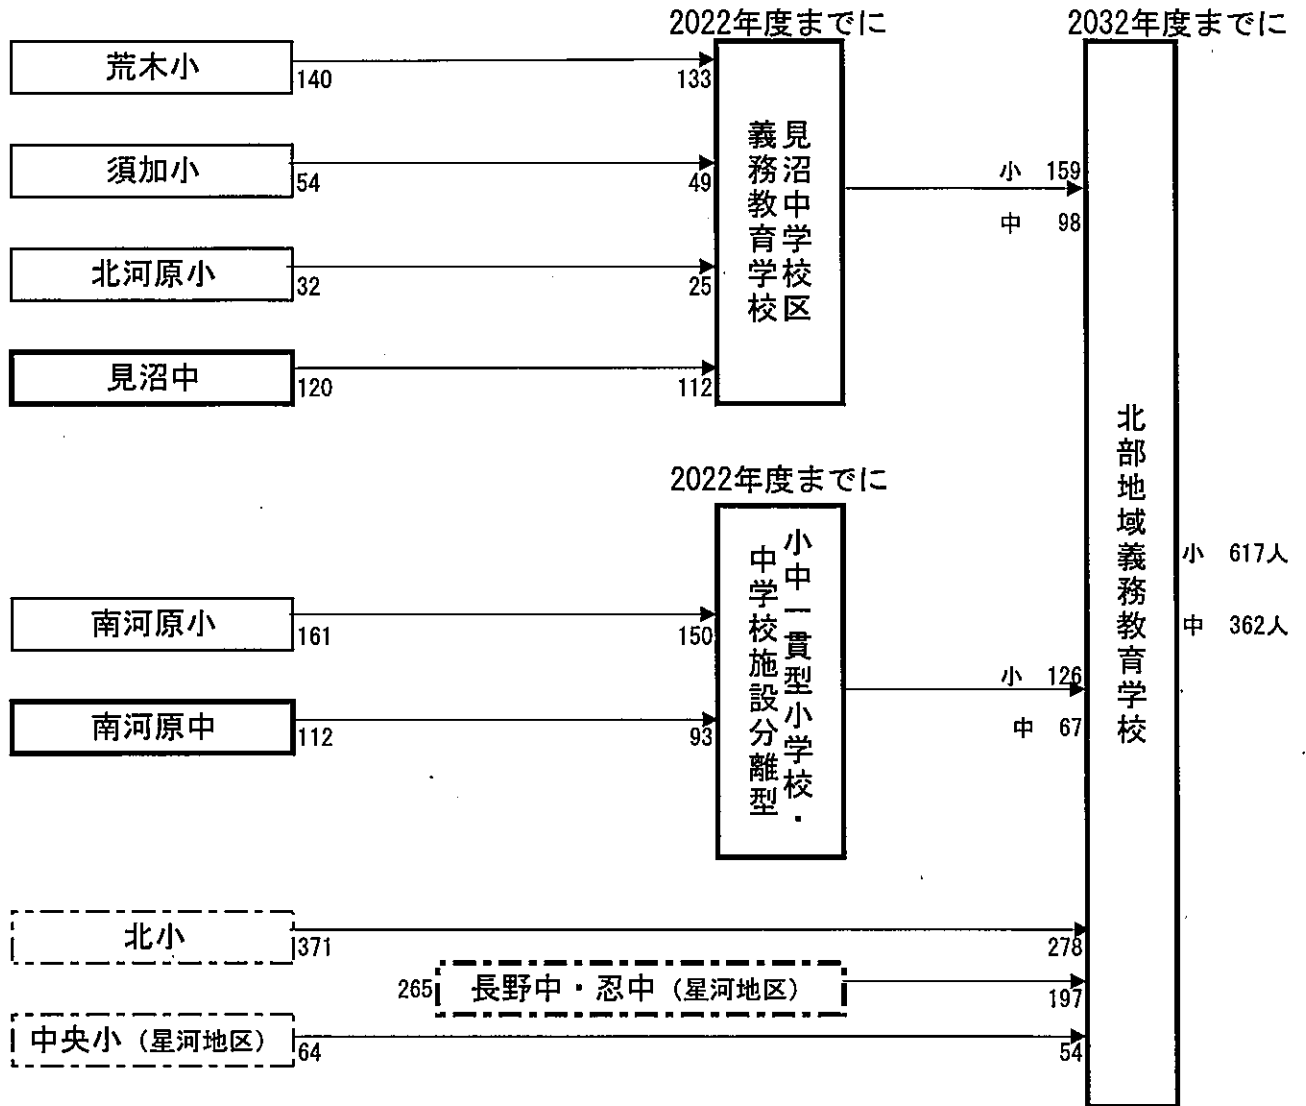 2022年度までに
2032年度までに
荒木小
140
133
須加小
54
49
北河原小
32
25
見沼中
120
112
見沼中学校区
義務教育学校
小 159
中 98
2022年度までに
南河原小
161
150
南河原中
112
93
小中一貫型小学校・
中学校施設分離型
小 126
中 67
北部地域義務教育学校
小 617人
中 362人
北小
371
278
265
長野中・忍中（星河地区）
197
中央小（星河地区）
64
54